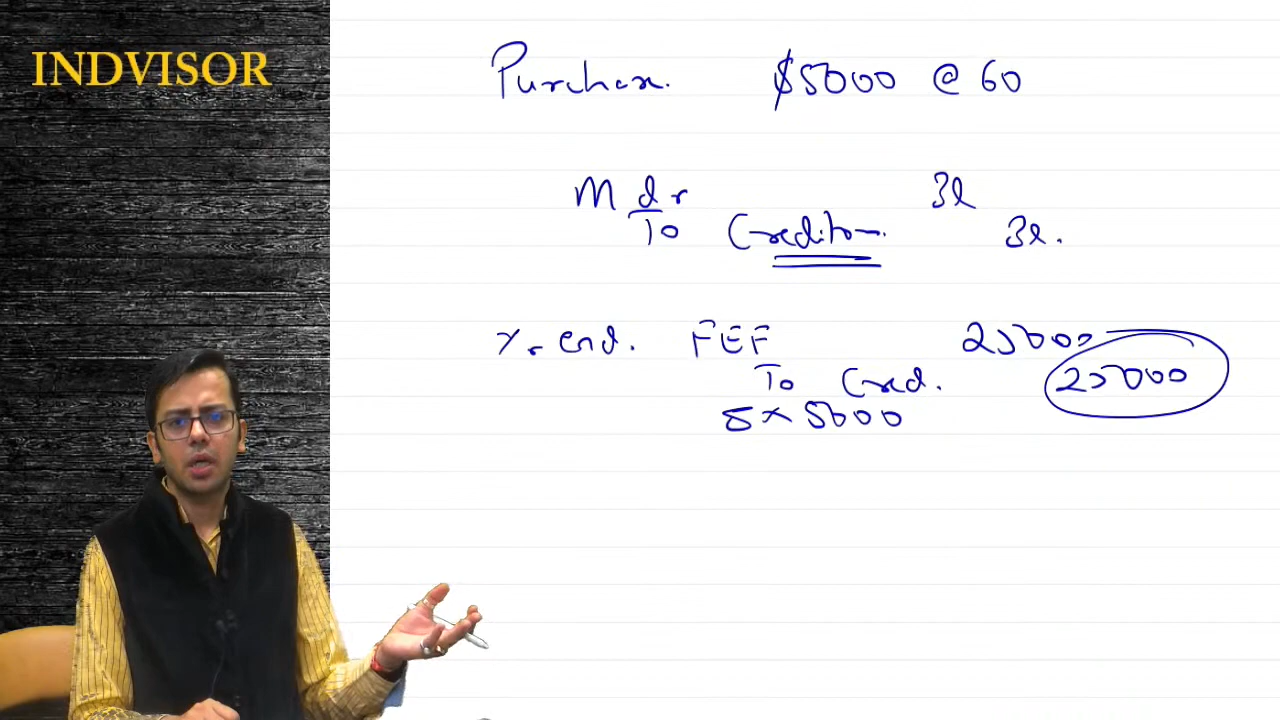 INDVISOR
Purchase. $5000 @ 60
M dr 3l
To Creditor. 3l.
Yr end. FEF 25000
To Cred. 25000
5 x 5000